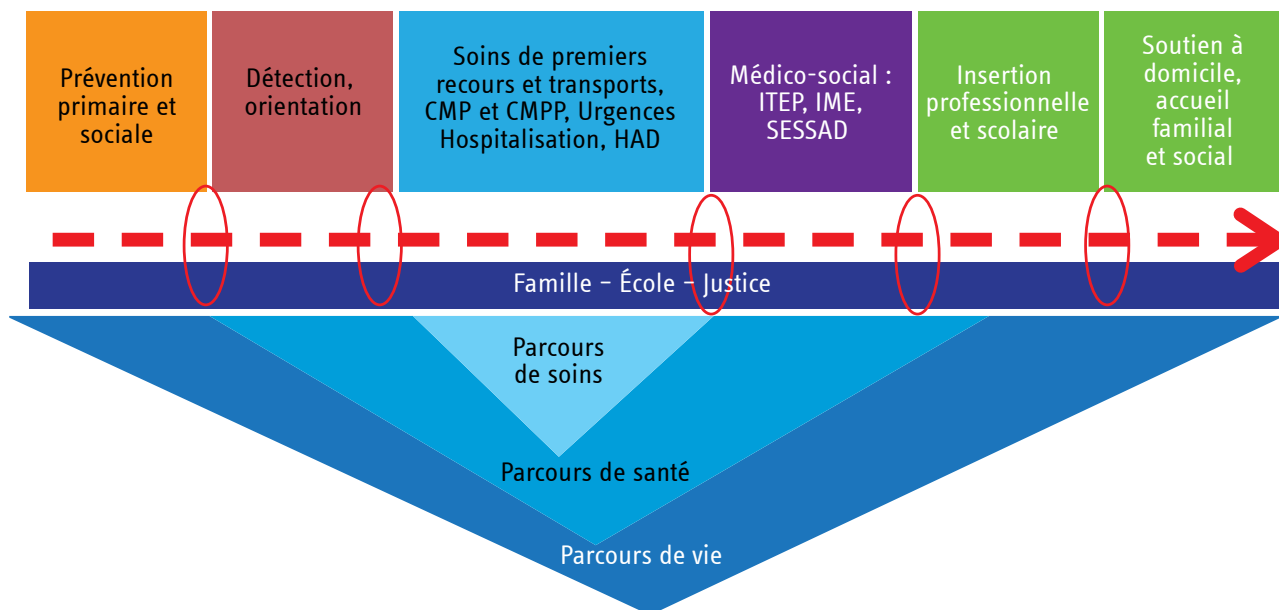 Prévention
primaire et
sociale
Détection,
orientation
Soins de premiers
recours et transports,
CMP et CMPP, Urgences
Hospitalisation, HAD
Médico-social :
ITEP, IME,
SESSAD
Insertion
professionnelle
et scolaire
Soutien à
domicile,
accueil
familial
et social
Famille – École – Justice
Parcours
de soins
Parcours de santé
Parcours de vie